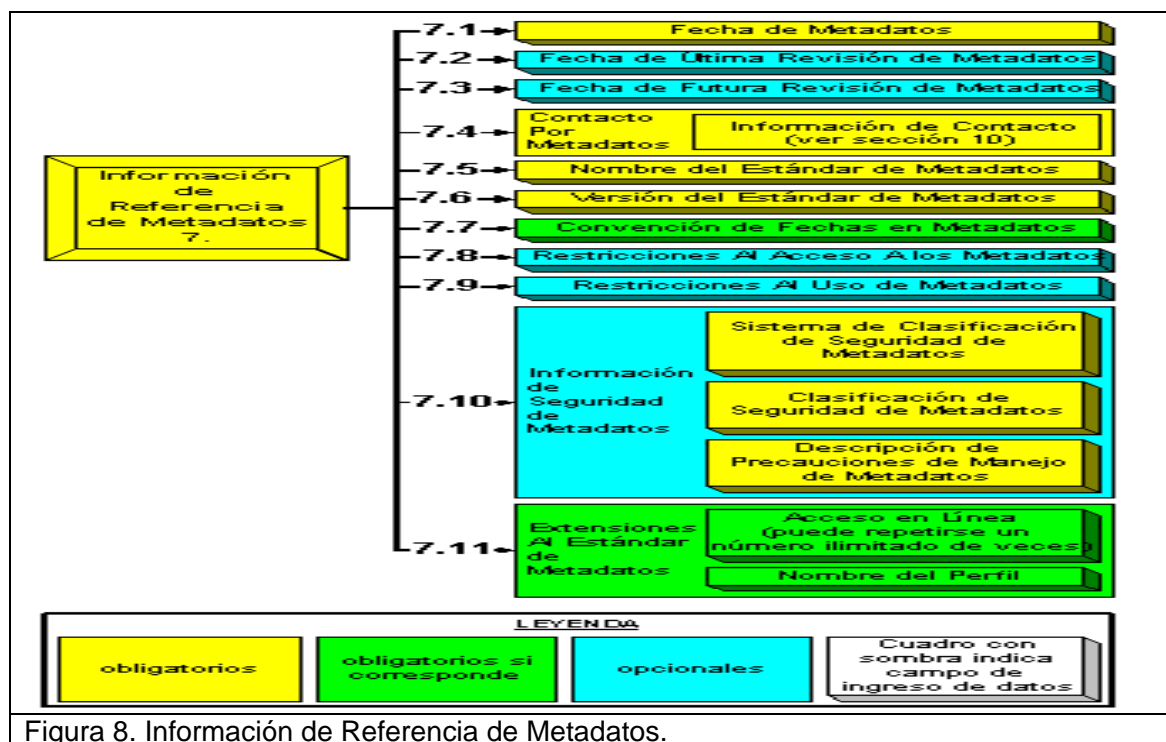 7.1 Fecha de Metadatos
7.2 Fecha de Última Revisión de Metadatos
7.3 Fecha de Futura Revisión de Metadatos
7.4 Contacto
Por
Metadatos
Información de Contacto
(ver sección 10)
7.5 Nombre del Estándar de Metadatos
Información
de
Referencia
de Metadatos
7.
7.6 Versión del Estándar de Metadatos
7.7 Convención de Fechas en Metadatos
7.8 Restricciones Al Acceso A los Metadatos
7.9 Restricciones Al Uso de Metadatos
7.10 Información
de
Seguridad
de
Metadatos
Sistema de Clasificación
de Seguridad de
Metadatos
Clasificación de
Seguridad de Metadatos
Descripción de
Precauciones de Manejo
de Metadatos
7.11 Extensiones
Al Estándar
de
Metadatos
Acceso en Línea
(puede repetirse un
número ilimitado de veces)
Nombre del Perfil
LEYENDA
obligatorios
obligatorios si
corresponde
opcionales
Cuadro con
sombra indica
campo de
ingreso de datos
Figura 8. Información de Referencia de Metadatos.